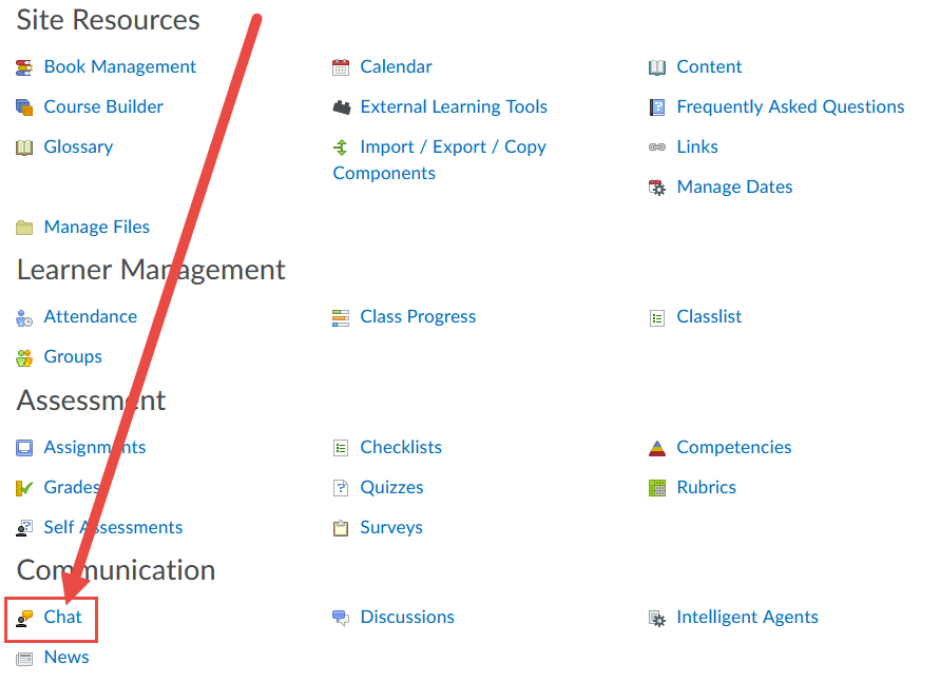 Site Resources
Book Management
Calendar
Content
Course Builder
External Learning Tools
Frequently Asked Questions
Glossary
Import / Export / Copy
Components
Links
Manage Dates
Manage Files
Learner Management
Attendance
Class Progress
Classlist
Groups
Assessment
Assignments
Checklists
Competencies
Grades
Quizzes
Rubrics
Self Assessments
Surveys
Communication
Chat
Discussions
Intelligent Agents
News